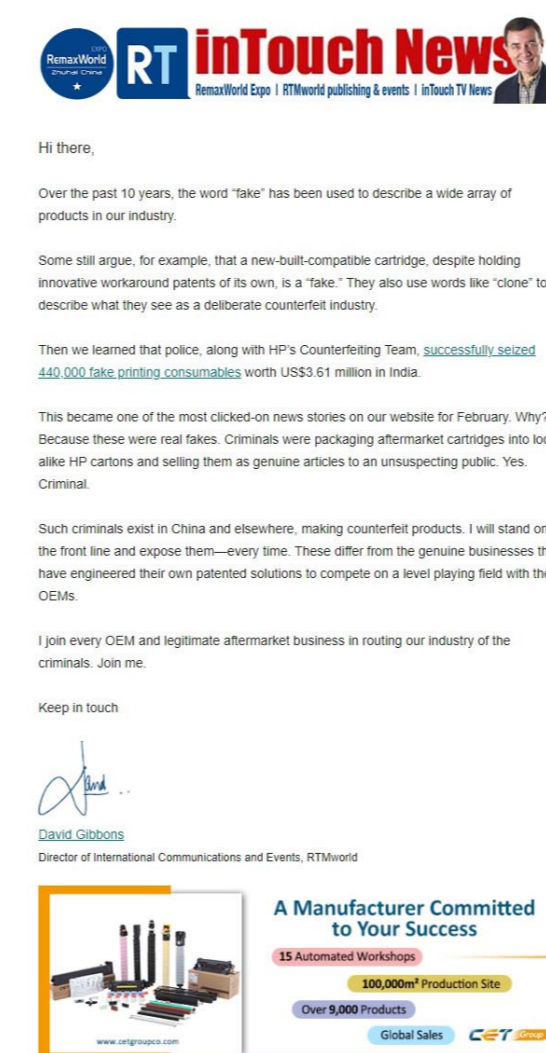 EXPO
RemaxWorld
Zhuhai China
RT
inTouch News
RemaxWorld Expo | RTMworld publishing & events | inTouch TV News
Hi there,
Over the past 10 years, the word “fake” has been used to describe a wide array of
products in our industry.
Some still argue, for example, that a new-built-compatible cartridge, despite holding
innovative workaround patents of its own, is a “fake.” They also use words like “clone” to
describe what they see as a deliberate counterfeit industry.
Then we learned that police, along with HP's Counterfeiting Team, successfully seized
440,000 fake printing consumables worth US$3.61 million in India.
This became one of the most clicked-on news stories on our website for February. Why?
Because these were real fakes. Criminals were packaging aftermarket cartridges into loo
alike HP cartons and selling them as genuine articles to an unsuspecting public. Yes.
Criminal.
Such criminals exist in China and elsewhere, making counterfeit products. I will stand on
the front line and expose them—every time. These differ from the genuine businesses th
have engineered their own patented solutions to compete on a level playing field with the
OEMs.
I join every OEM and legitimate aftermarket business in routing our industry of the
criminals. Join me.
Keep in touch
David Gibbons
Director of International Communications and Events, RTMworld
A Manufacturer Committed
to Your Success
15 Automated Workshops
100,000m² Production Site
Over 9,000 Products
Global Sales CET Group
www.cetgroupco.com